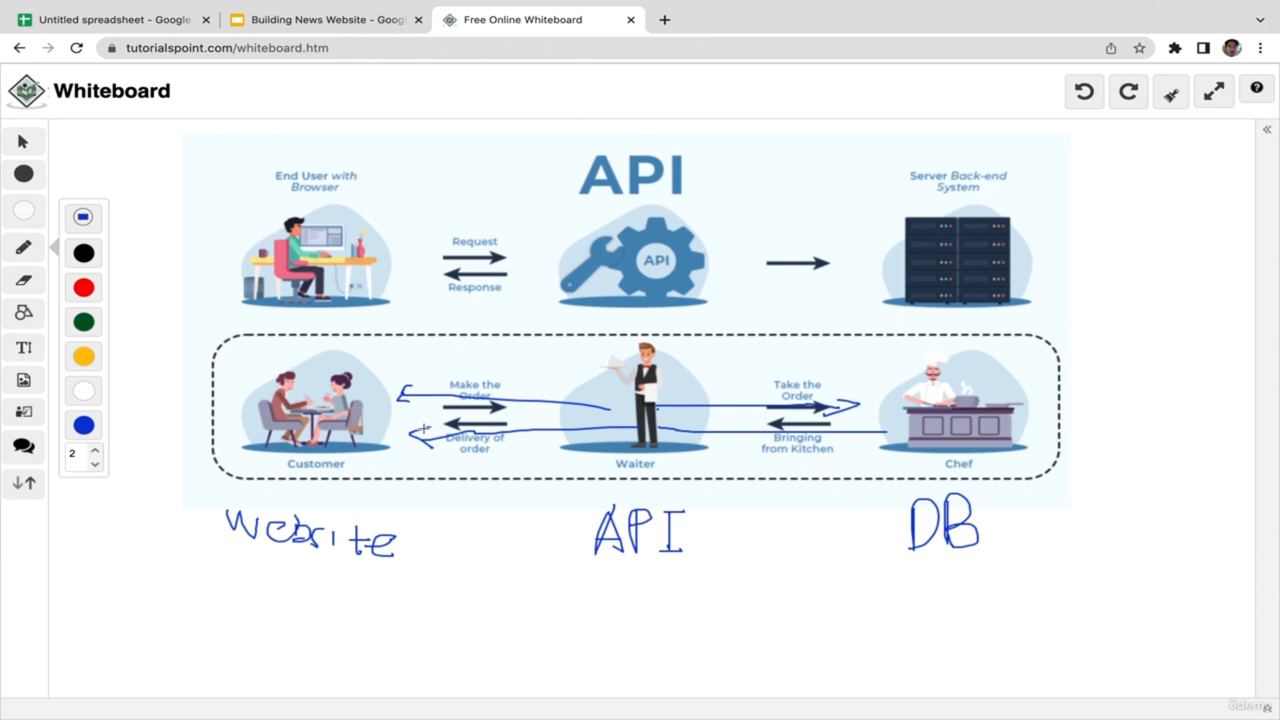 Untitled spreadsheet - Google
Building News Website - Googl
Free Online Whiteboard
tutorialspoint.com/whiteboard.htm
Whiteboard
API
End User with
Browser
Server Back-end
System
Request
Response
API
Make the
Order
Delivery of
order
Take the
Order
Bringing
from Kitchen
Customer
Waiter
Chef
Website
API
DB
T
2
ûdemy